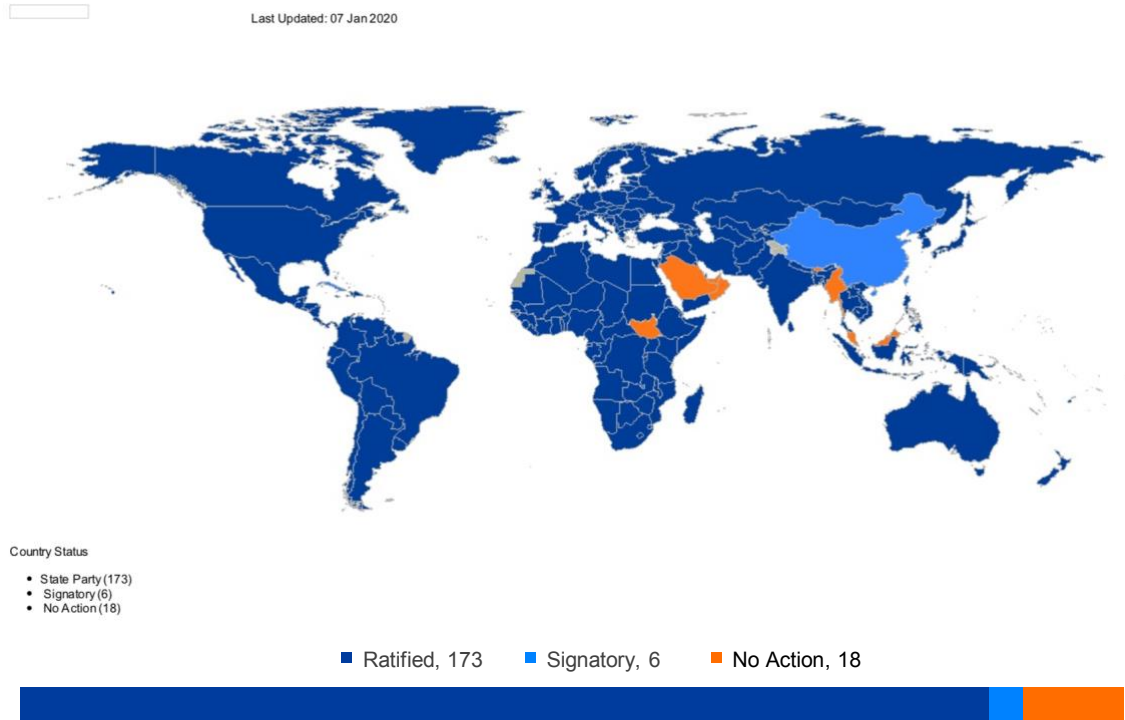 Last Updated: 07 Jan 2020
Country Status
• State Party (173)
• Signatory (6)
• No Action (18)
Ratified, 173 Signatory, 6 No Action, 18